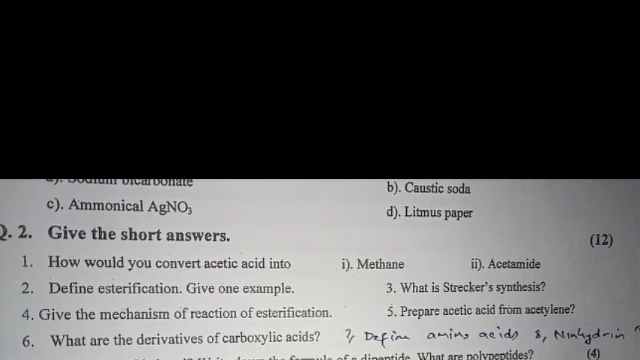 a). Sodium bicarbonate
b). Caustic soda
c). Ammonical AgNO₃
d). Litmus paper
Q. 2. Give the short answers. (12)
1. How would you convert acetic acid into i). Methane ii). Acetamide
2. Define esterification. Give one example. 3. What is Strecker's synthesis?
4. Give the mechanism of reaction of esterification. 5. Prepare acetic acid from acetylene?
6. What are the derivatives of carboxylic acids? 7, Define amino acids 8, Ninhydrin
the formula of a dipeptide. What are polypeptides? (4)